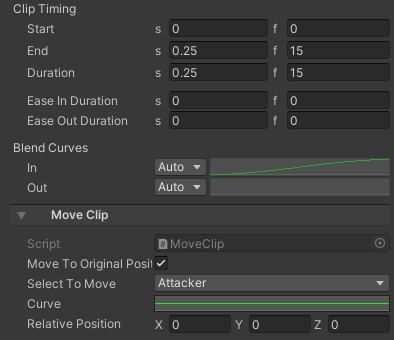 Clip Timing
Start s 0 f 0
End s 0.25 f 15
Duration s 0.25 f 15
Ease In Duration s 0 f 0
Ease Out Duration s 0 f 0
Blend Curves
In Auto
Out Auto
Move Clip
Script # MoveClip
Move To Original Posit
Select To Move Attacker
Curve
Relative Position X 0 Y 0 Z 0